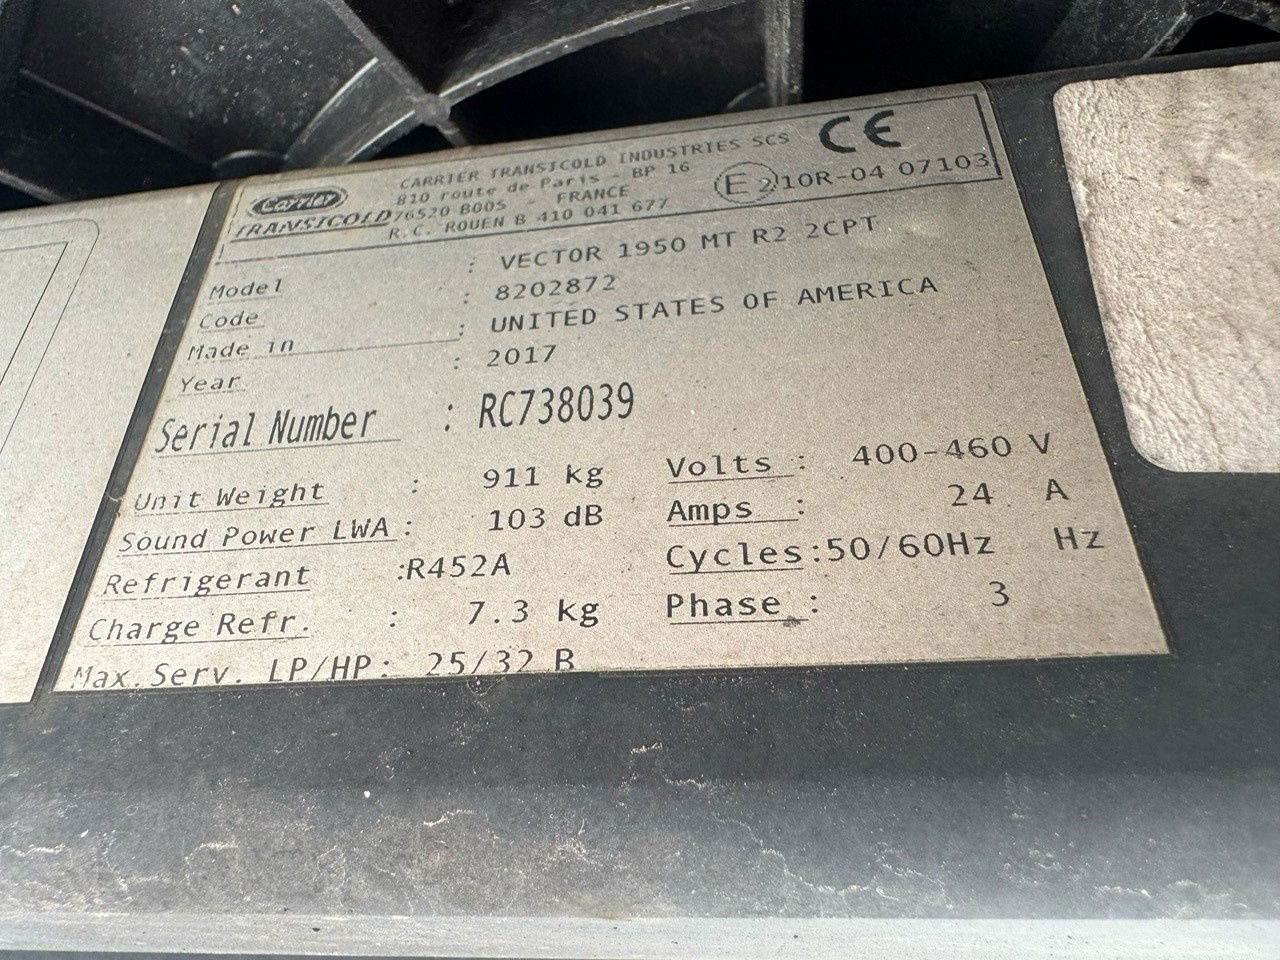 Carrier
TRANSICOLD
CARRIER TRANSICOLD INDUSTRIES SCS
810 route de Paris - BP 16
76520 BOOS - FRANCE
R.C. ROUEN B 410 041 677
CE
E2 10R-04 07103
Model : VECTOR 1950 MT R2 2CPT
Code : 8202872
Made in : UNITED STATES OF AMERICA
Year : 2017
Serial Number : RC738039
Unit Weight : 911 kg
Sound Power LWA : 103 dB
Refrigerant :R452A
Charge Refr. : 7.3 kg
Max.Serv. LP/HP: 25/32 B
Volts : 400-460 V
Amps : 24 A
Cycles:50/60Hz Hz
Phase : 3